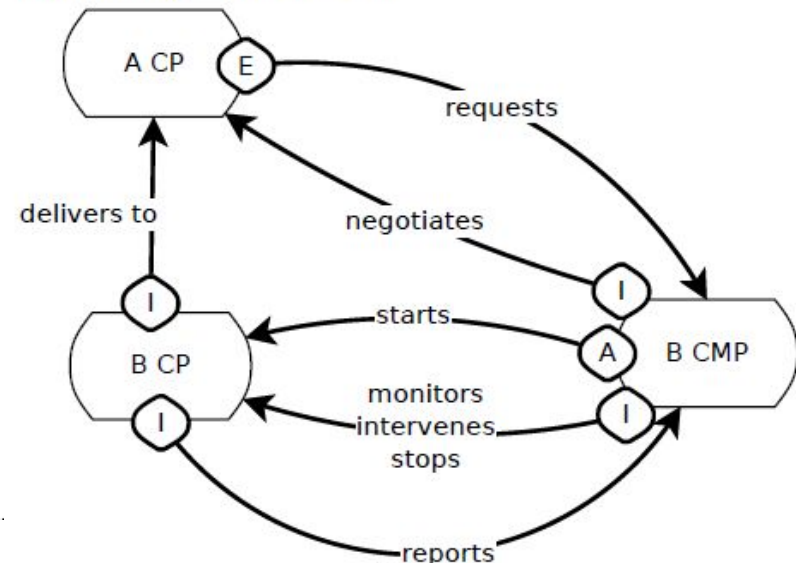 A CP
E
requests
delivers to
negotiates
I
I
starts
A
B CMP
B CP
monitors
intervenes
stops
I
I
reports